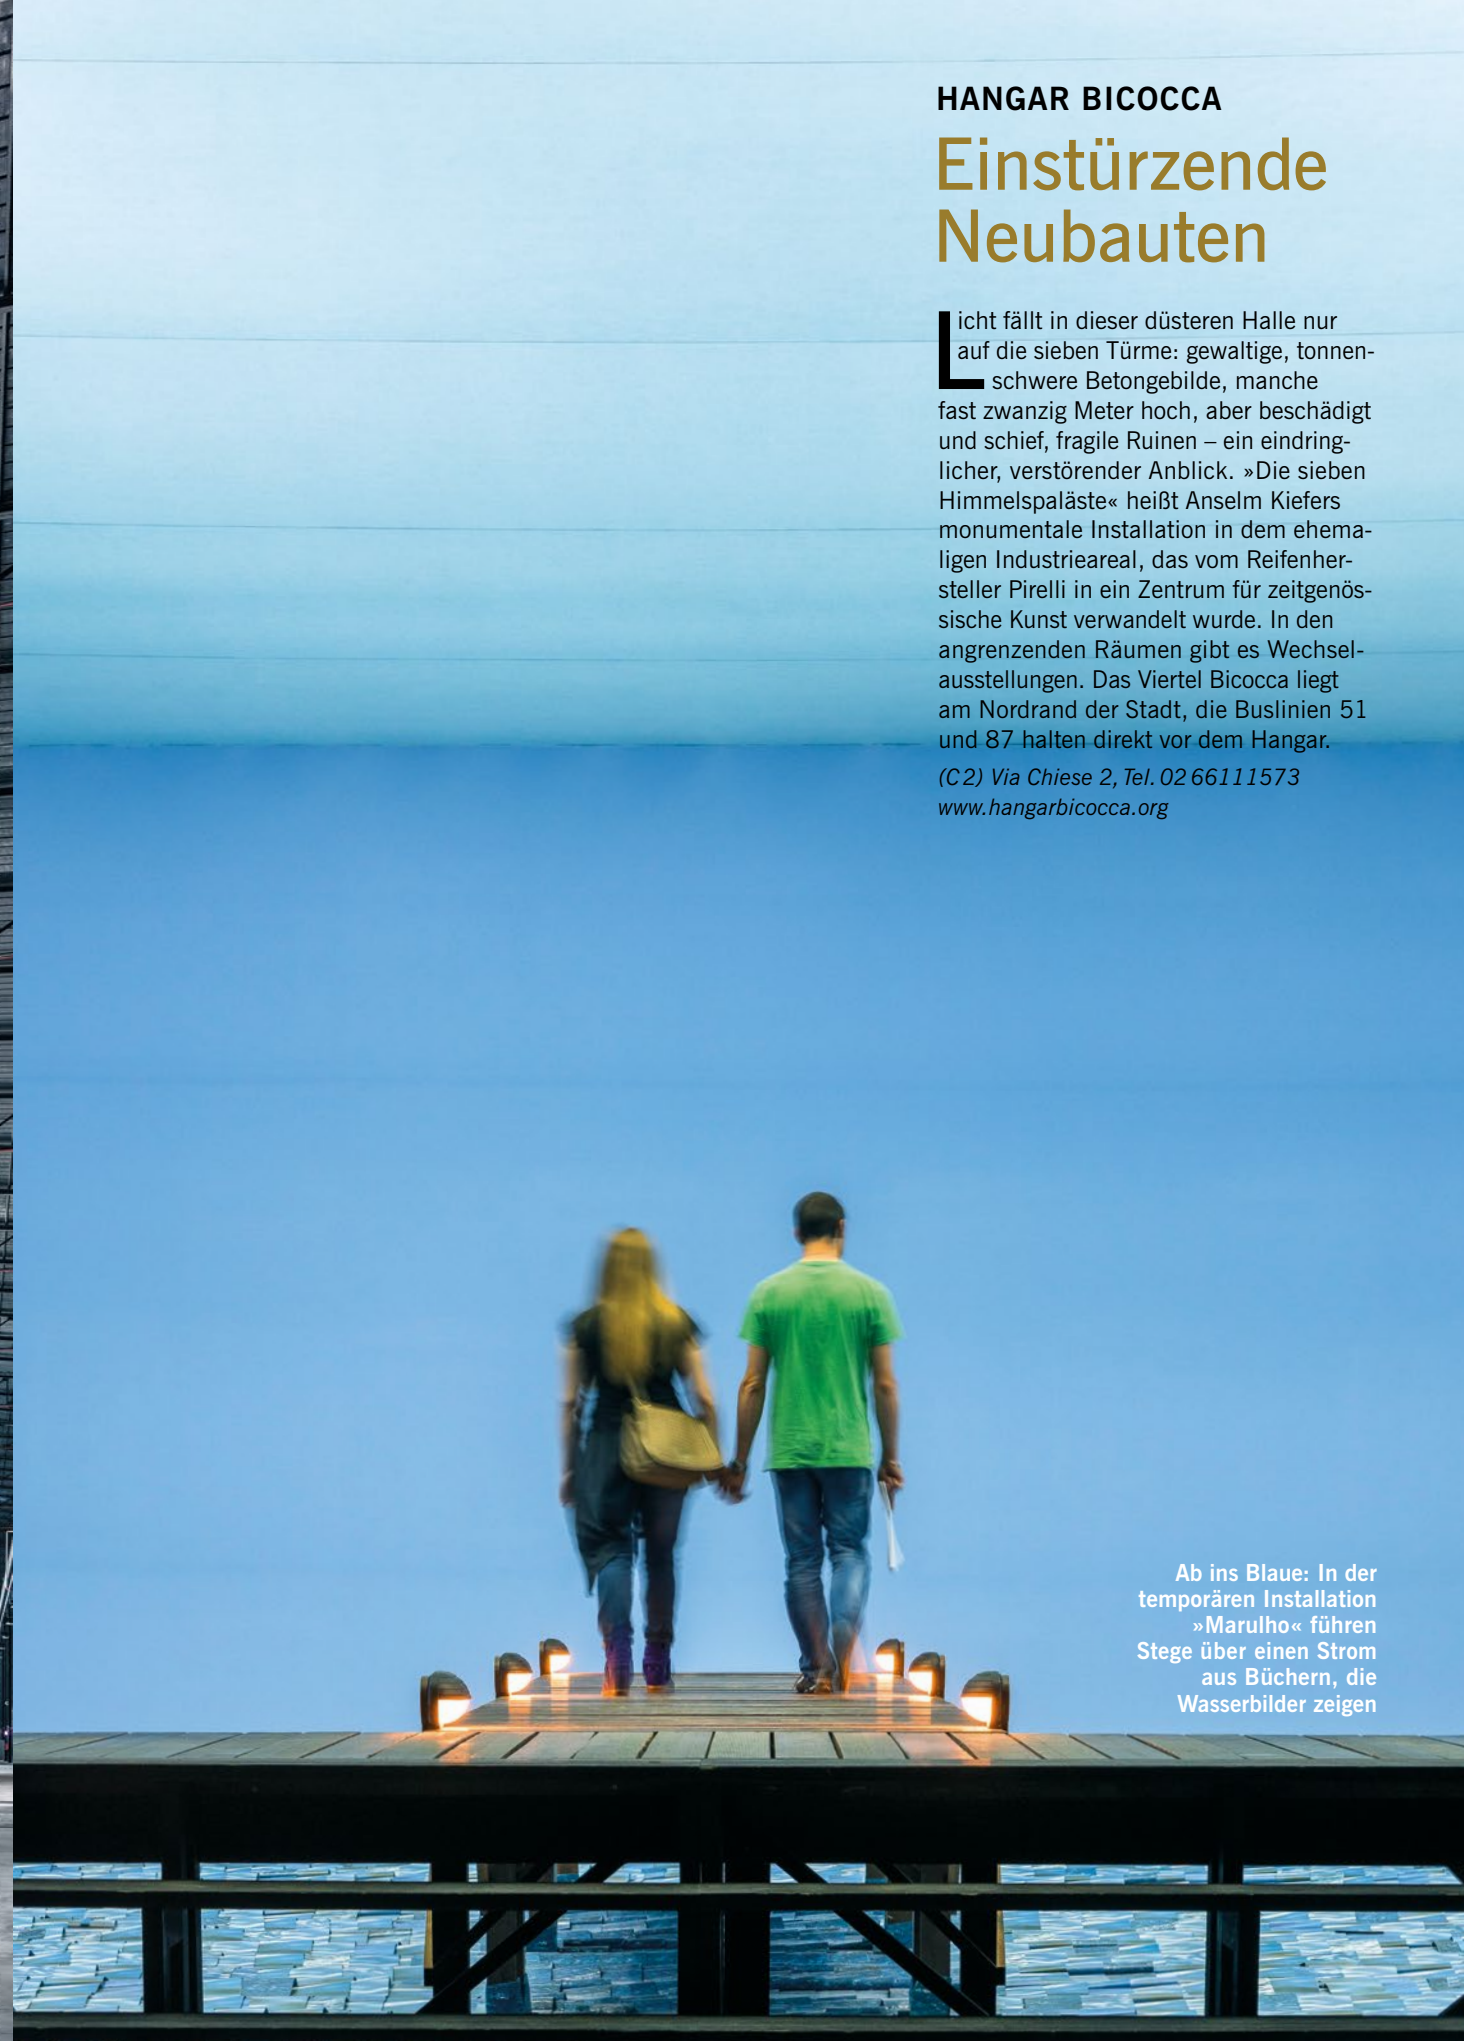 HANGAR BICOCCA
Einstürzende
Neubauten
Licht fällt in dieser düsteren Halle nur
auf die sieben Türme: gewaltige, tonnen-
schwere Betongebilde, manche
fast zwanzig Meter hoch, aber beschädigt
und schief, fragile Ruinen – ein eindring-
licher, verstörender Anblick. »Die sieben
Himmelspaläste« heißt Anselm Kiefers
monumentale Installation in dem ehema-
ligen Industrieareal, das vom Reifenher-
steller Pirelli in ein Zentrum für zeitgenös-
sische Kunst verwandelt wurde. In den
angrenzenden Räumen gibt es Wechsel-
ausstellungen. Das Viertel Bicocca liegt
am Nordrand der Stadt, die Buslinien 51
und 87 halten direkt vor dem Hangar.
(C 2) Via Chiese 2, Tel. 02 66111573
www.hangarbicocca.org
Ab ins Blaue: In der
temporären Installation
»Marulho« führen
Stege über einen Strom
aus Büchern, die
Wasserbilder zeigen